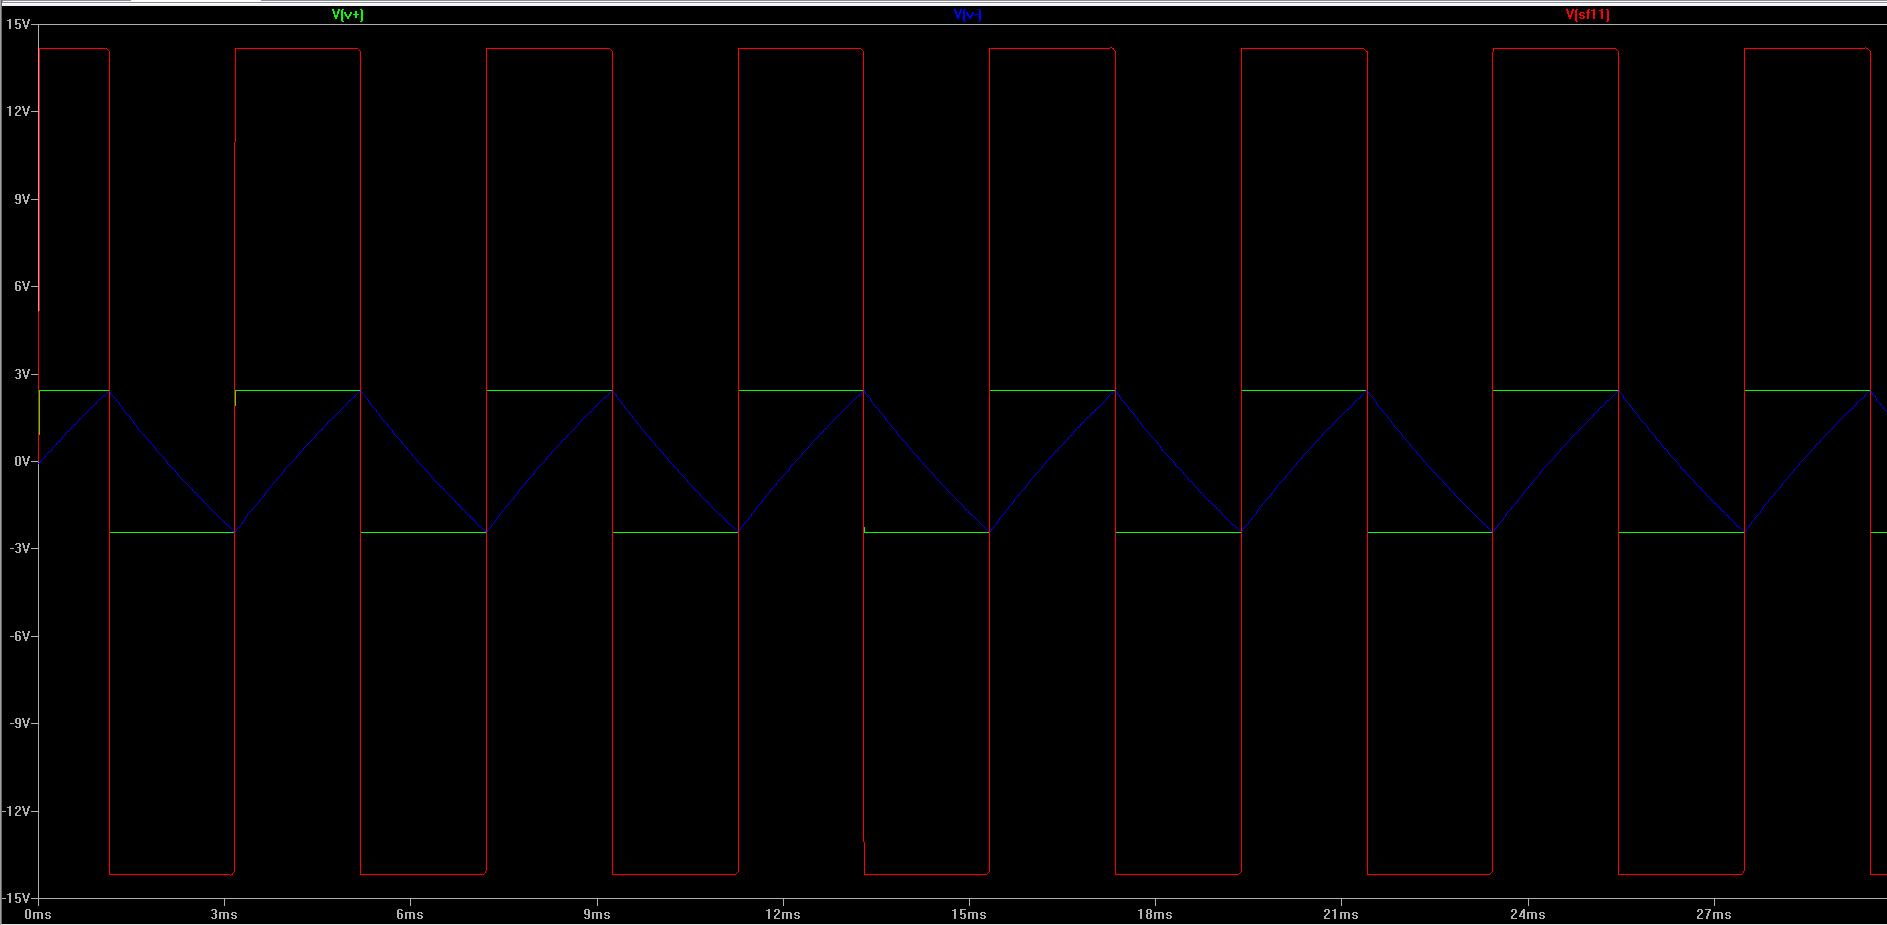 V(v+) V(v-) V(sf11)
15V
12V
9V
6V
3V
0V
-3V
-6V
-9V
-12V
-15V
0ms 3ms 6ms 9ms 12ms 15ms 18ms 21ms 24ms 27ms